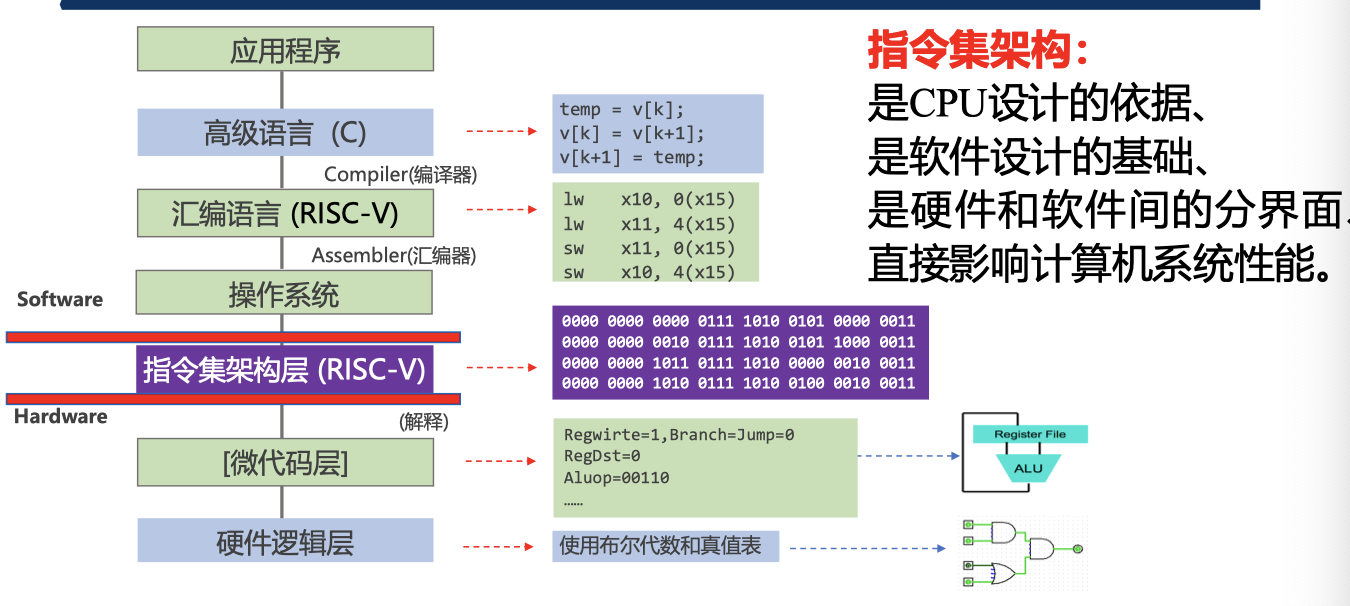 应用程序
高级语言 (C)
Compiler(编译器)
汇编语言 (RISC-V)
Assembler(汇编器)
操作系统
Software
指令集架构层 (RISC-V)
Hardware
(解释)
[微代码层]
硬件逻辑层
temp = v[k];
v[k] = v[k+1];
v[k+1] = temp;
lw x10, 0(x15)
lw x11, 4(x15)
sw x11, 0(x15)
sw x10, 4(x15)
0000 0000 0000 0111 1010 0101 0000 0011
0000 0000 0010 0111 1010 0101 1000 0011
0000 0000 1011 0111 1010 0000 0010 0011
0000 0000 1010 0111 1010 0100 0010 0011
Regwirte=1,Branch=Jump=0
RegDst=0
Aluop=00110
……
使用布尔代数和真值表
Register File
ALU
指令集架构：
是CPU设计的依据、
是软件设计的基础、
是硬件和软件间的分界面、
直接影响计算机系统性能。